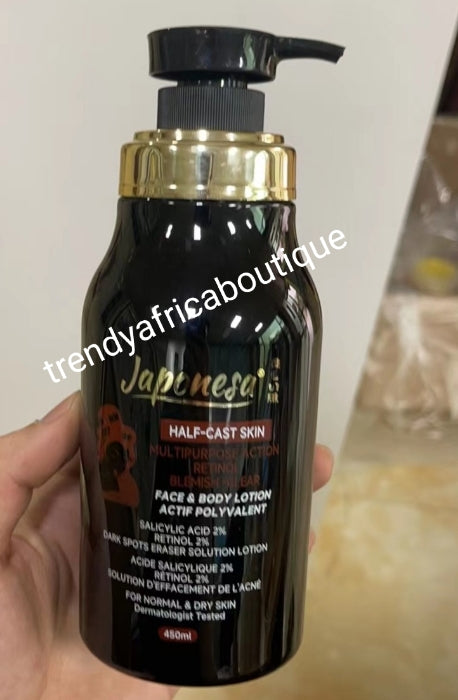 trendyafricaboutique
Japonesa
HALF-CAST SKIN
MULTIPURPOSE ACTION
RETINOL
BLEMISH CLEAR
FACE & BODY LOTION
ACTIF POLYVALENT
SALICYLIC ACID 2%
RETINOL 2%
DARK SPOTS ERASER SOLUTION LOTION
ACIDE SALICYLIQUE 2%
RÉTINOL 2%
SOLUTION D'EFFACEMENT DE L'ACNÉ
FOR NORMAL & DRY SKIN
Dermatologist Tested
450ml